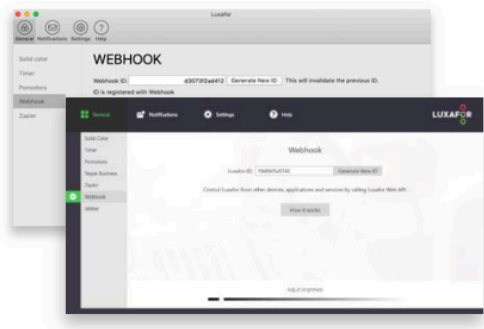 Luxafor
General Notifications Settings Help
Solid color
Timer
Pomodoro
Webhook
Zapier
WEBHOOK
Webhook ID: d3073f2ad412 Generate New ID This will invalidate the previous ID.
ID is registered with Webhook
General Notifications Settings Help
LUXAFOR
Solid Color
Timer
Pomodoro
Skype Business
Zapier
Webhook
Jabber
Webhook
Luxafor ID: Generate New ID
Control Luxafor from other devices, applications and services by calling Luxafor Web API.
How it works
Adjust brightness